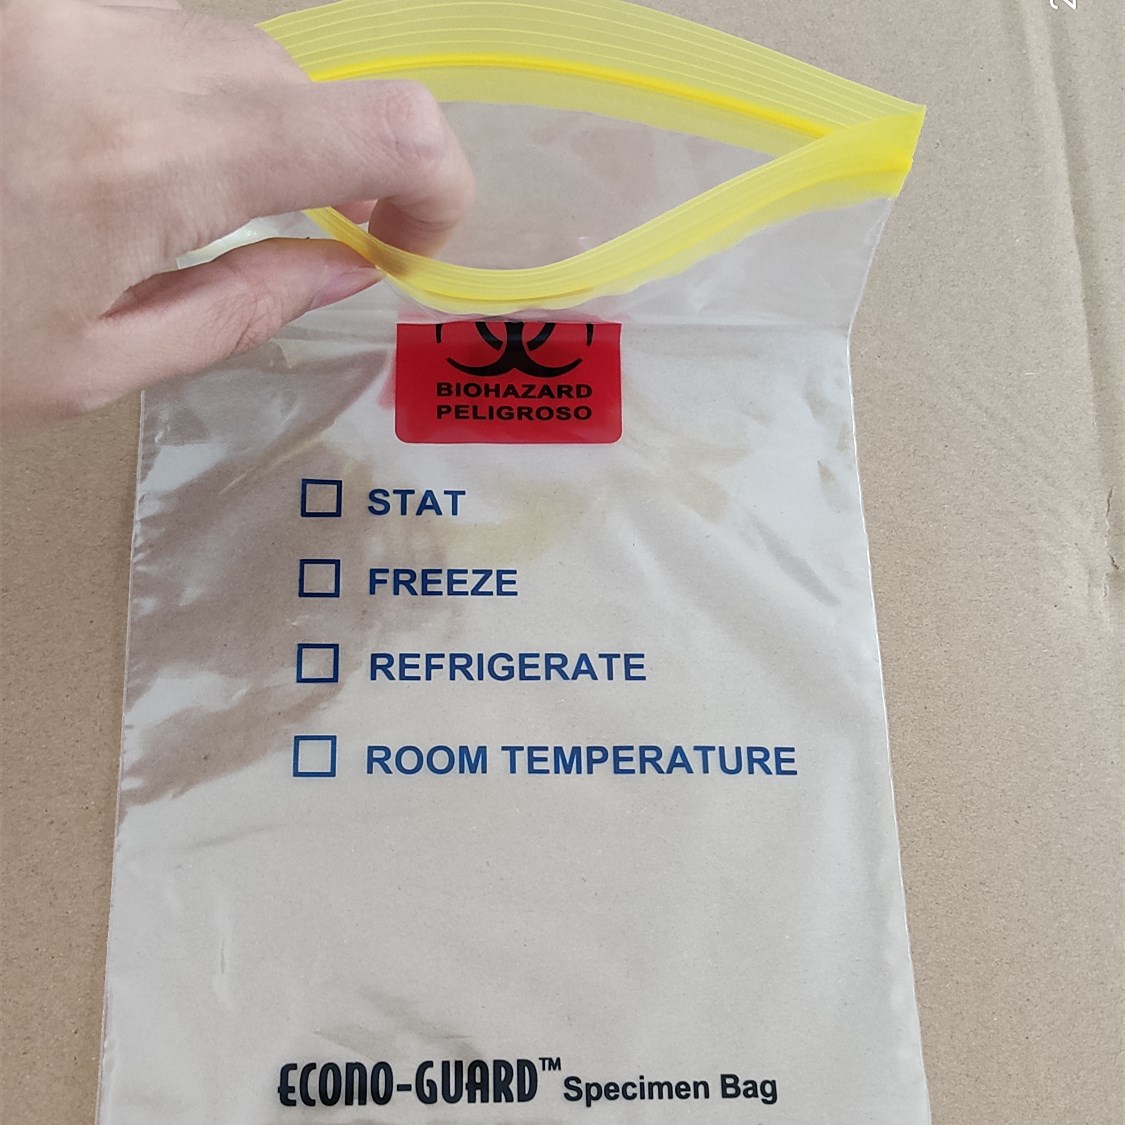 BIOHAZARD
PELIGROSO
STAT
FREEZE
REFRIGERATE
ROOM TEMPERATURE
ECONO-GUARD™ Specimen Bag